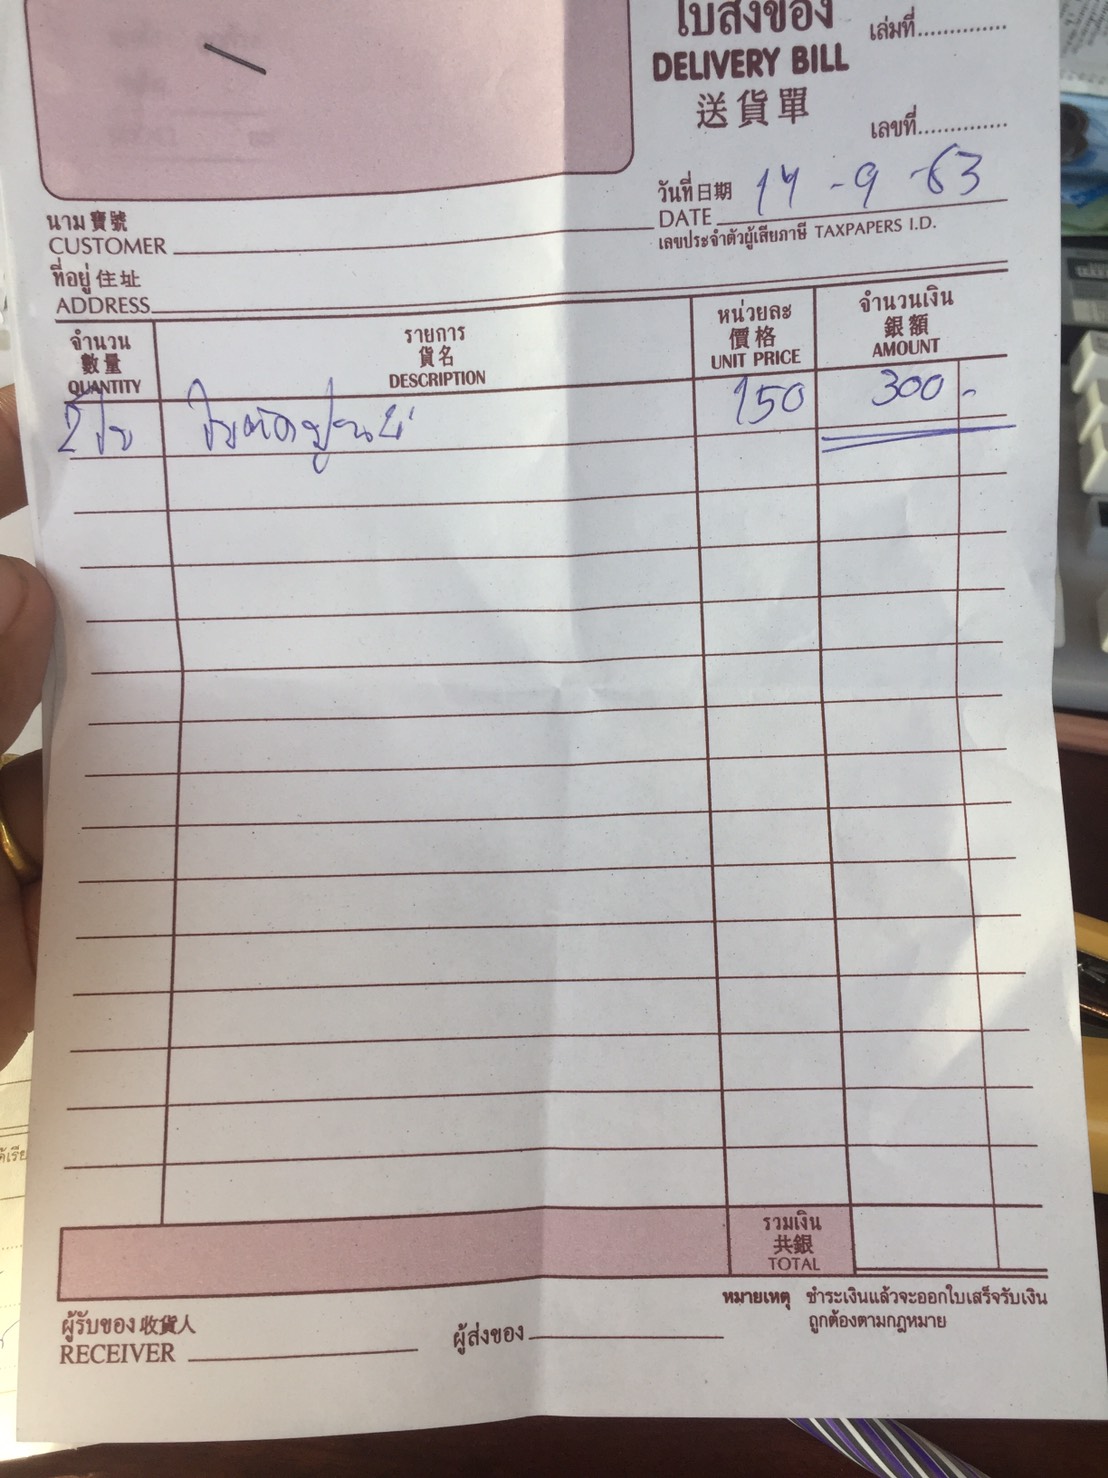 ใบส่งของ
เล่มที่
DELIVERY BILL
送貨單
เลขที่
วันที่日期 14-9-63
DATE
นาม寶號
CUSTOMER
เลขประจำตัวผู้เสียภาษี TAXPAPERS I.D.
ที่อยู่住址
ADDRESS
จำนวน 數量 QUANTITY
รายการ 貨名 DESCRIPTION
หน่วยละ 價格 UNIT PRICE
จำนวนเงิน 銀額 AMOUNT
2 ใบ ใบตัดปูน 4" 150 300 -
รวมเงิน
共銀
TOTAL
หมายเหตุ ชำระเงินแล้วจะออกใบเสร็จรับเงิน
ถูกต้องตามกฎหมาย
ผู้รับของ收貨人
RECEIVER
ผู้ส่งของ